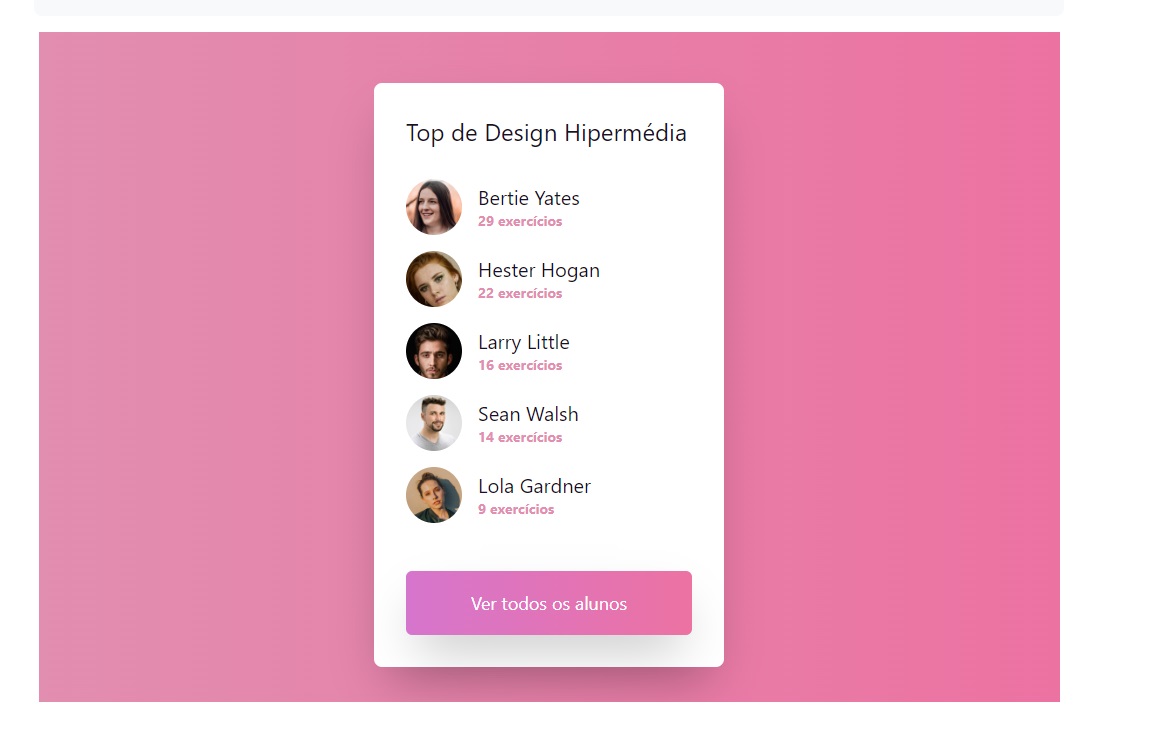 Top de Design Hipermédia
Bertie Yates
29 exercícios
Hester Hogan
22 exercícios
Larry Little
16 exercícios
Sean Walsh
14 exercícios
Lola Gardner
9 exercícios
Ver todos os alunos